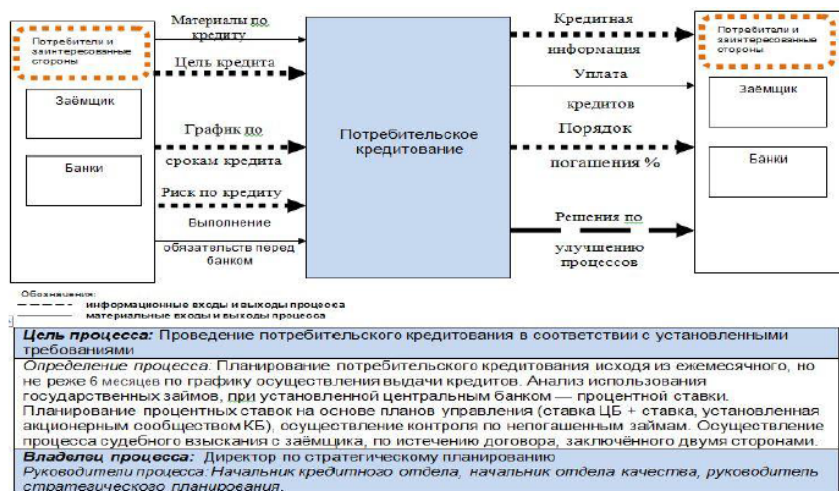 Потребители и
заинтересованные
стороны
Заёмщик
Банки
Материалы по
кредиту
Цель кредита
График по
срокам кредита
Риск по кредиту
Выполнение
обязательств перед
банком
Потребительское
кредитование
Кредитная
информация
Уплата
кредитов
Порядок
погашения %
Решения по
улучшению
процессов
Потребители и
заинтересованные
стороны
Заёмщик
Банки
Обозначения:
информационные входы и выходы процесса
материальные входы и выходы процесса
Цель процесса: Проведение потребительского кредитования в соответствии с установленными
требованиями
Определение процесса: Планирование потребительского кредитования исходя из ежемесячного, но
не реже 6 месяцев по графику осуществления выдачи кредитов. Анализ использования
государственных займов, при установленной центральным банком — процентной ставки.
Планирование процентных ставок на основе планов управления (ставка ЦБ + ставка, установленная
акционерным сообществом КБ), осуществление контроля по непогашенным займам. Осуществление
процесса судебного взыскания с заёмщика, по истечению договора, заключённого двумя сторонами.
Владелец процесса: Директор по стратегическому планированию
Руководители процесса: Начальник кредитного отдела, начальник отдела качества, руководитель
стратегического планирования.